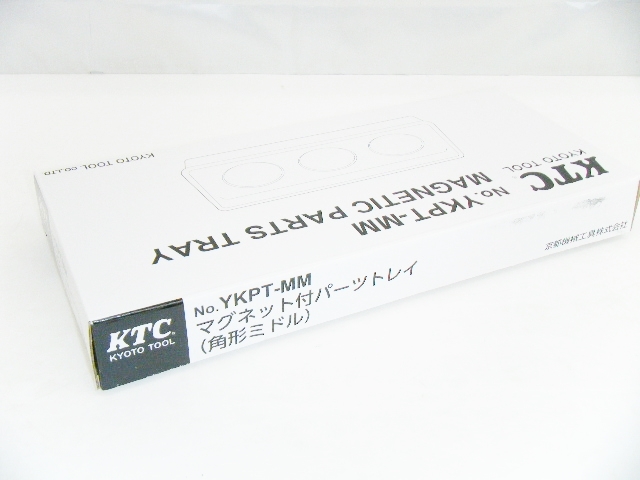 KTC
KYOTO TOOL
No. YKPT-MM
MAGNETIC PARTS TRAY
KYOTO TOOL CO.,LTD
KTC
KYOTO TOOL
No. YKPT-MM
マグネット付パーツトレイ
(角形ミドル)
京都機械工具株式会社